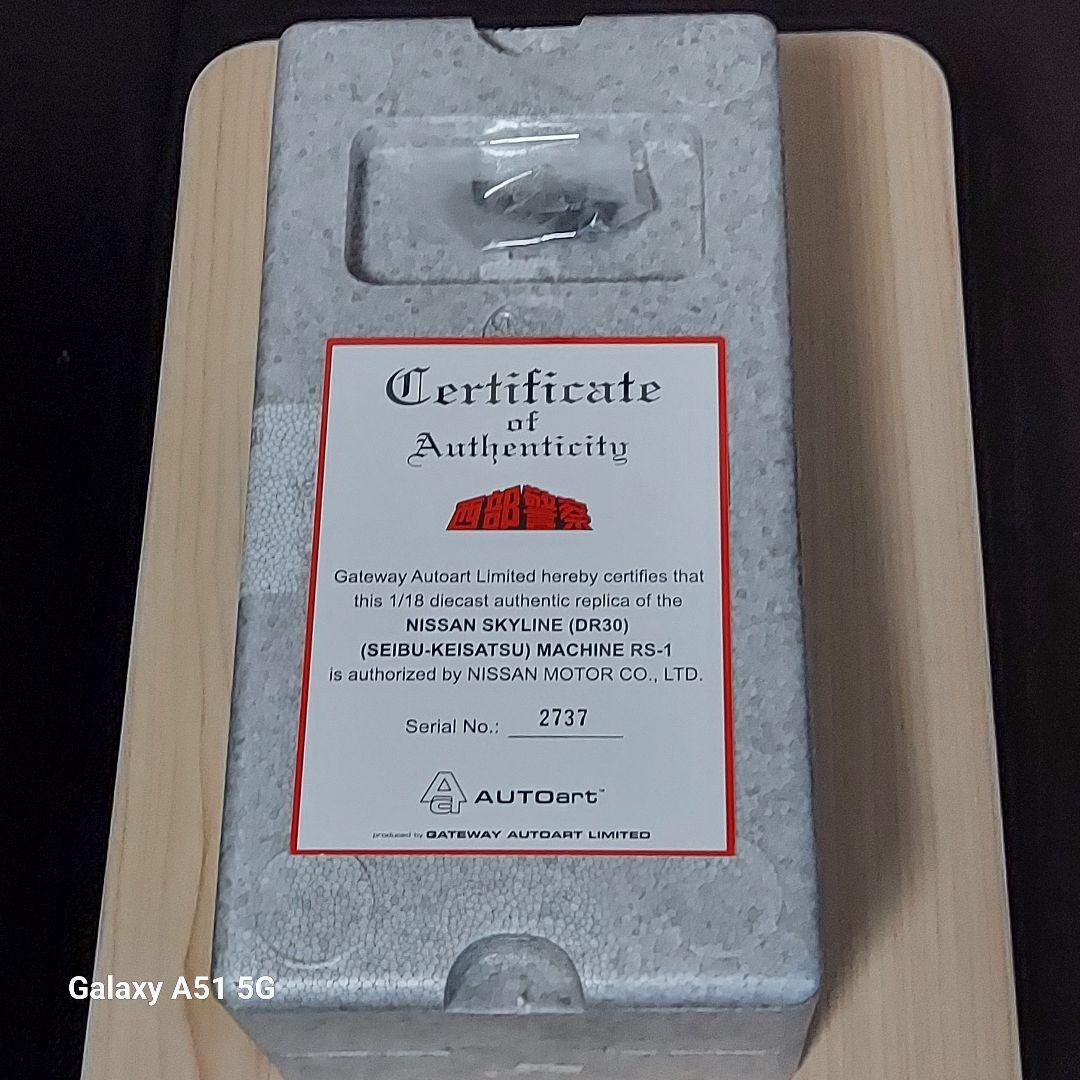 Certificate
of
Authenticity
西部警察
Gateway Autoart Limited hereby certifies that
this 1/18 diecast authentic replica of the
NISSAN SKYLINE (DR30)
(SEIBU-KEISATSU) MACHINE RS-1
is authorized by NISSAN MOTOR CO., LTD.
Serial No.: 2737
AUTOart™
produced by GATEWAY AUTOART LIMITED
Galaxy A51 5G